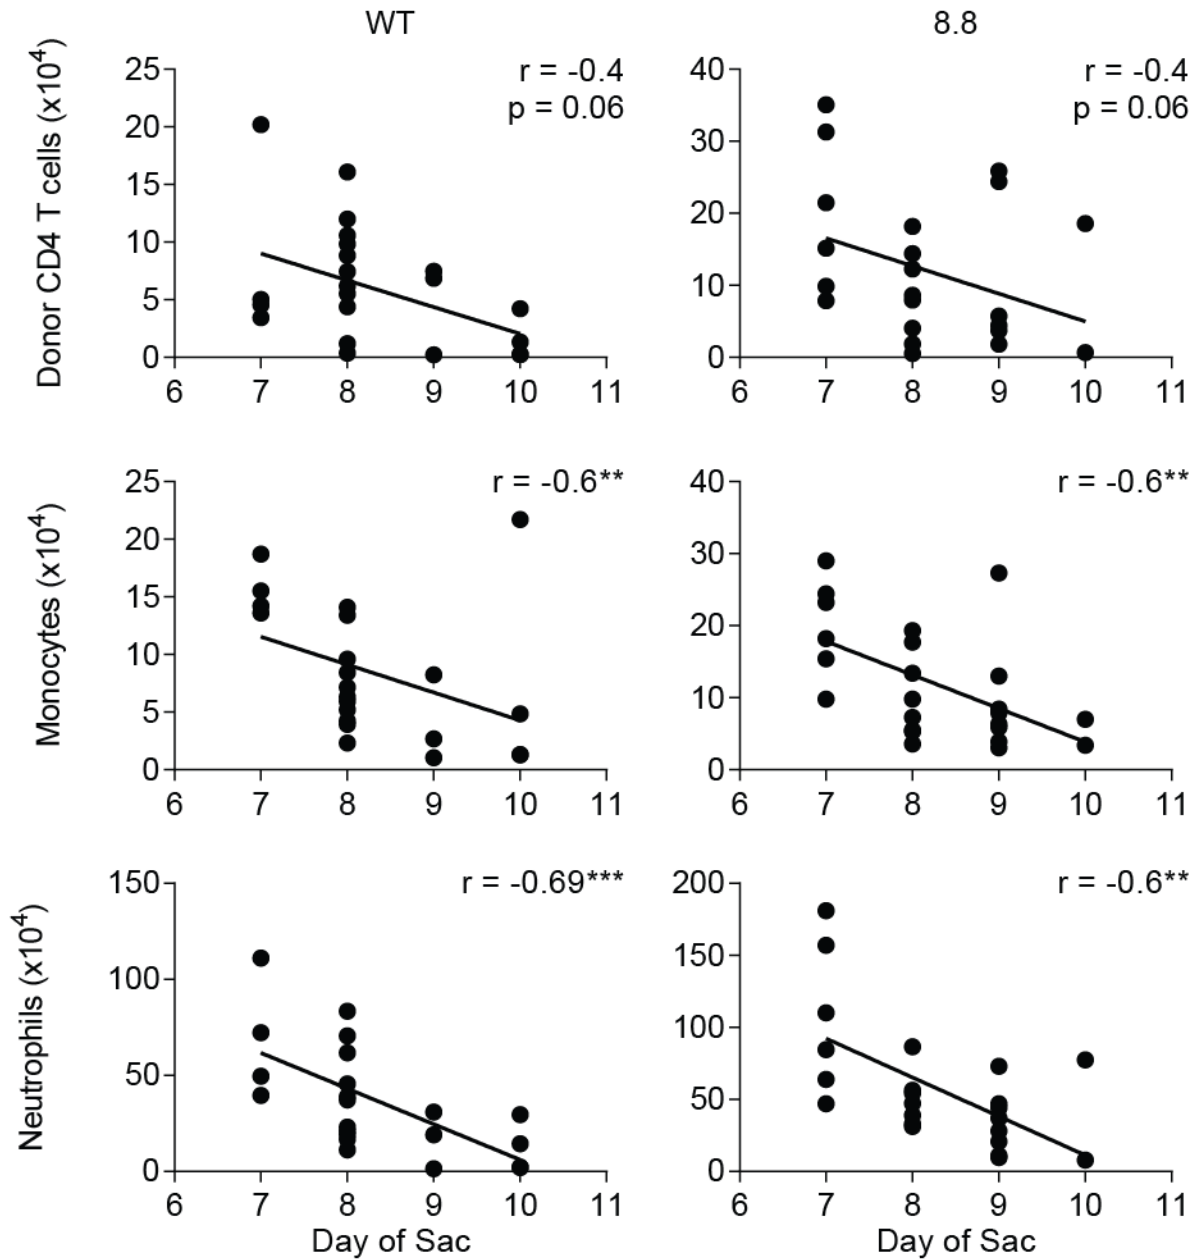 WT
8.8
Donor CD4 T cells (x10⁴)
25
20
15
10
5
0
6 7 8 9 10 11
r = -0.4
p = 0.06
40
30
20
10
0
6 7 8 9 10 11
r = -0.4
p = 0.06
Monocytes (x10⁴)
25
20
15
10
5
0
6 7 8 9 10 11
r = -0.6**
40
30
20
10
0
6 7 8 9 10 11
r = -0.6**
Neutrophils (x10⁴)
150
100
50
0
6 7 8 9 10 11
r = -0.69***
Day of Sac
200
150
100
50
0
6 7 8 9 10 11
r = -0.6**
Day of Sac